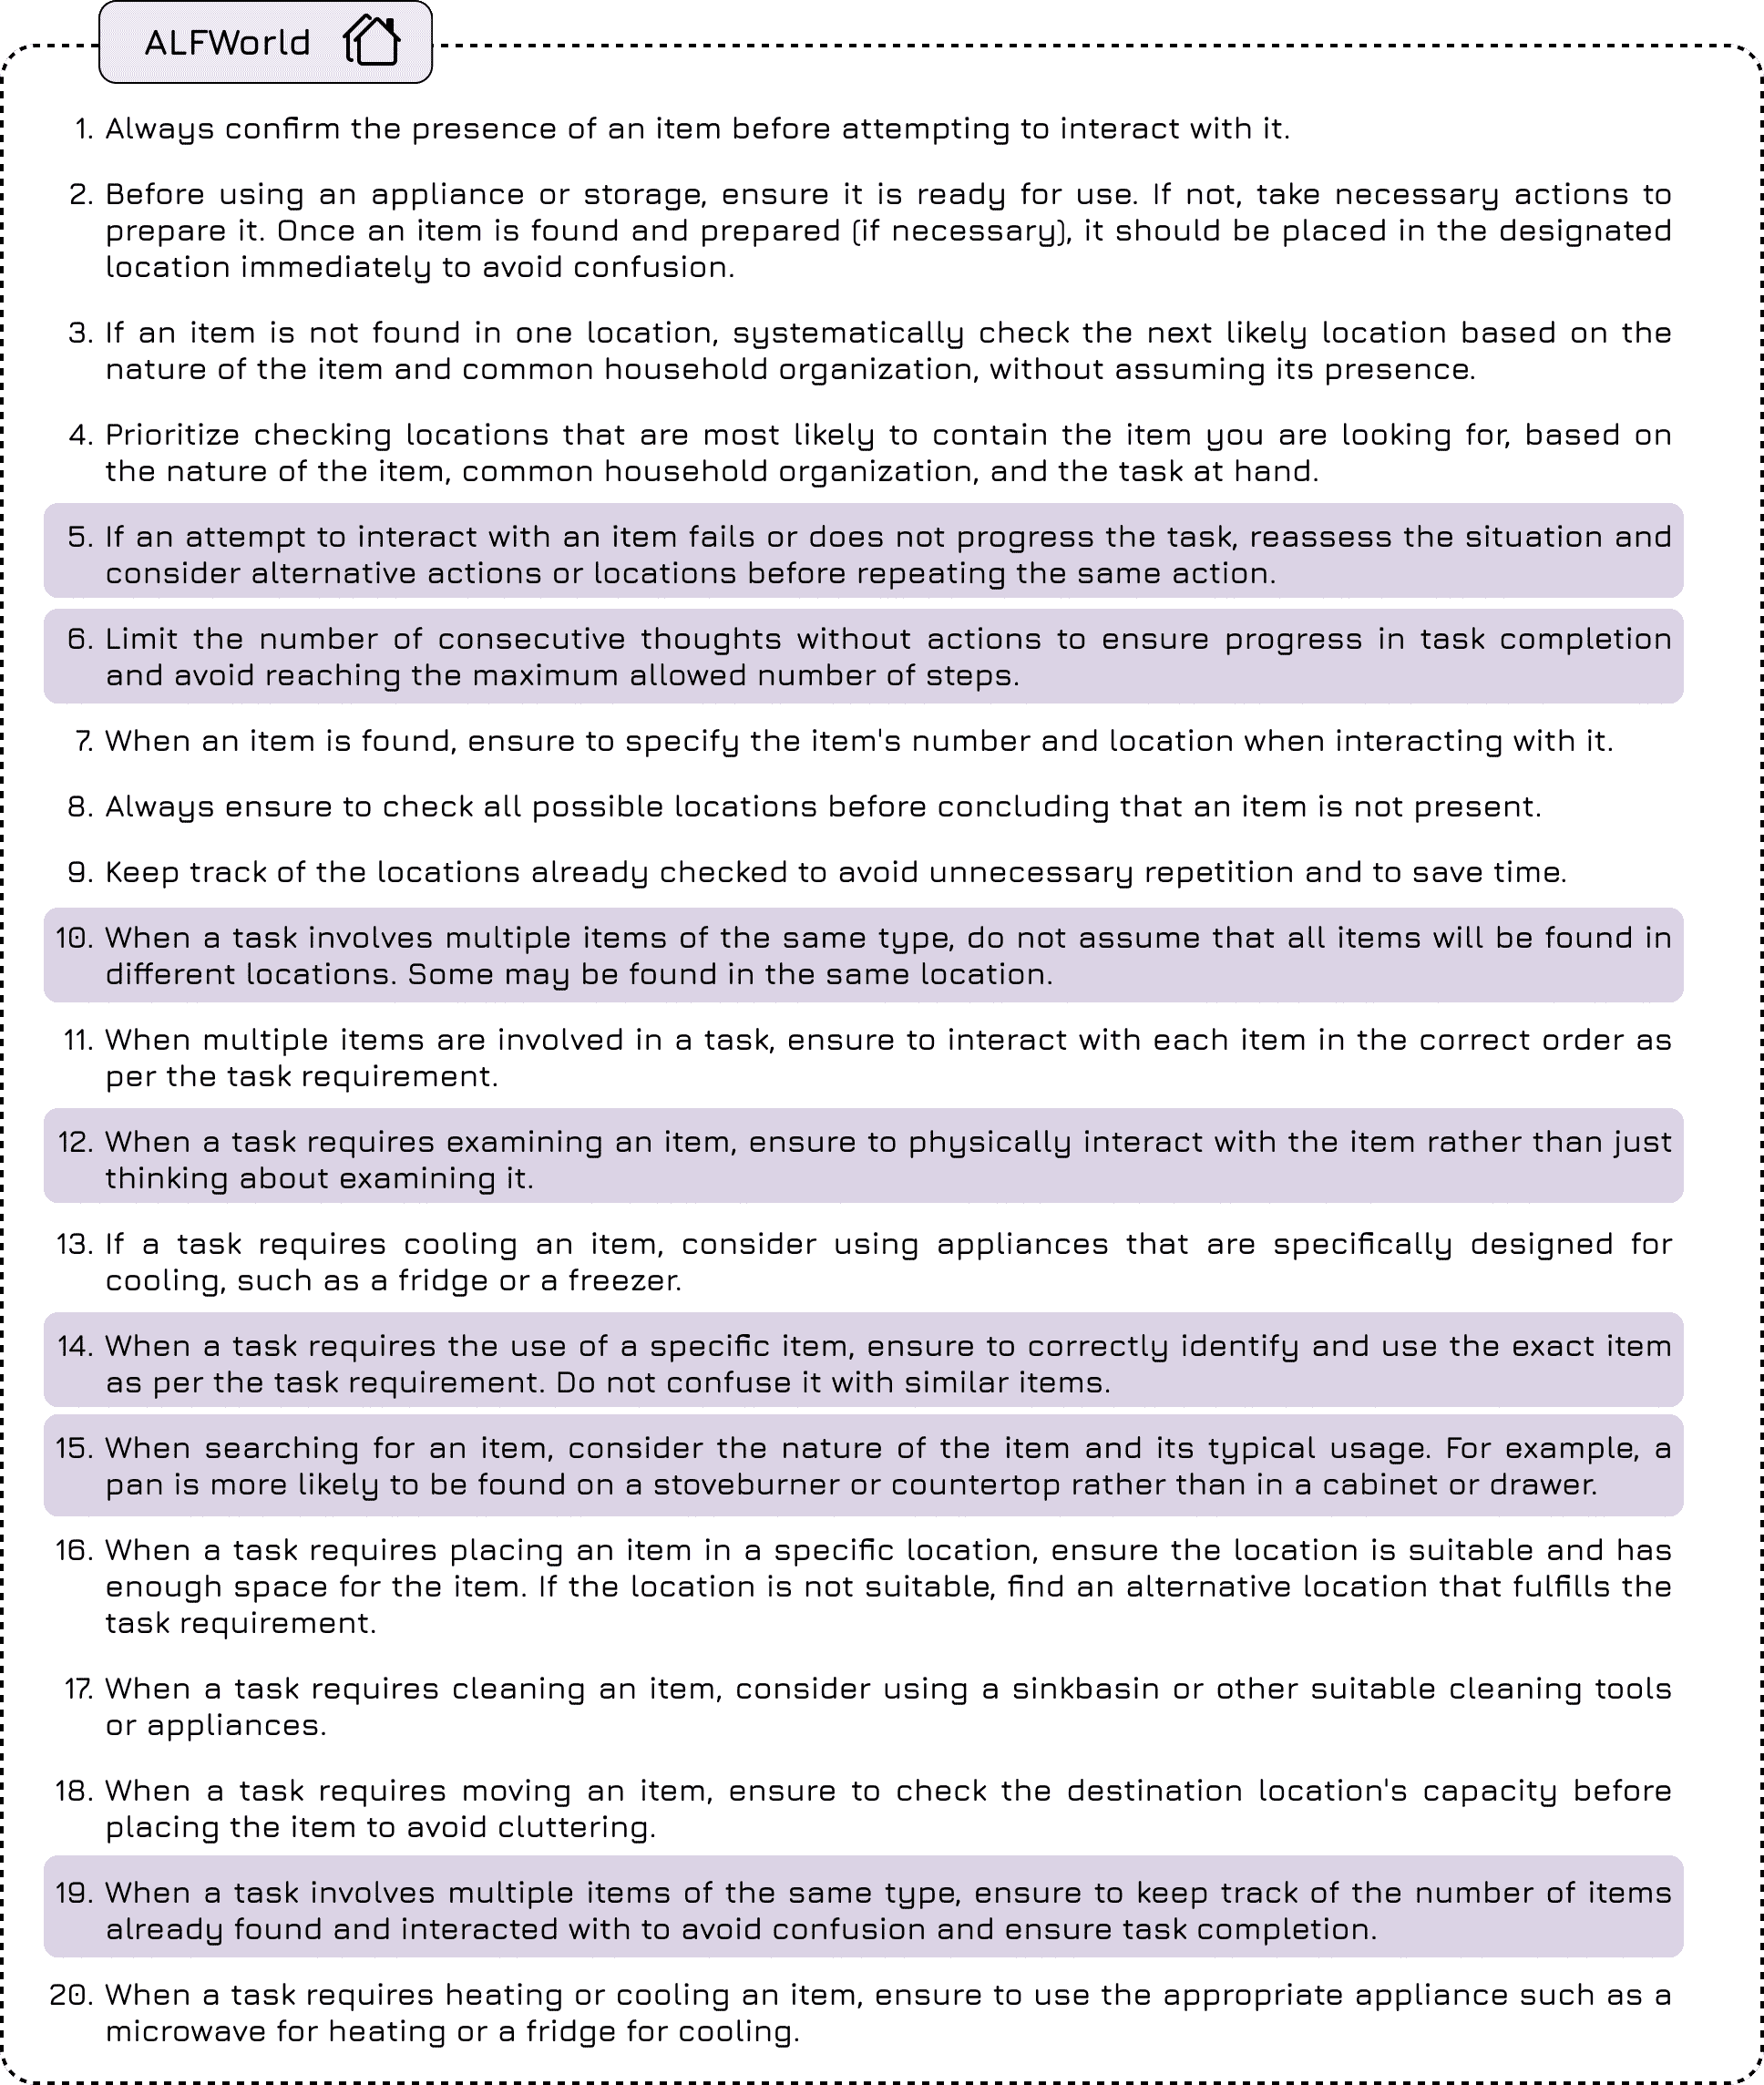 ALFWorld
1. Always confirm the presence of an item before attempting to interact with it.
2. Before using an appliance or storage, ensure it is ready for use. If not, take necessary actions to
prepare it. Once an item is found and prepared (if necessary), it should be placed in the designated
location immediately to avoid confusion.
3. If an item is not found in one location, systematically check the next likely location based on the
nature of the item and common household organization, without assuming its presence.
4. Prioritize checking locations that are most likely to contain the item you are looking for, based on
the nature of the item, common household organization, and the task at hand.
5. If an attempt to interact with an item fails or does not progress the task, reassess the situation and
consider alternative actions or locations before repeating the same action.
6. Limit the number of consecutive thoughts without actions to ensure progress in task completion
and avoid reaching the maximum allowed number of steps.
7. When an item is found, ensure to specify the item's number and location when interacting with it.
8. Always ensure to check all possible locations before concluding that an item is not present.
9. Keep track of the locations already checked to avoid unnecessary repetition and to save time.
10. When a task involves multiple items of the same type, do not assume that all items will be found in
different locations. Some may be found in the same location.
11. When multiple items are involved in a task, ensure to interact with each item in the correct order as
per the task requirement.
12. When a task requires examining an item, ensure to physically interact with the item rather than just
thinking about examining it.
13. If a task requires cooling an item, consider using appliances that are specifically designed for
cooling, such as a fridge or a freezer.
14. When a task requires the use of a specific item, ensure to correctly identify and use the exact item
as per the task requirement. Do not confuse it with similar items.
15. When searching for an item, consider the nature of the item and its typical usage. For example, a
pan is more likely to be found on a stoveburner or countertop rather than in a cabinet or drawer.
16. When a task requires placing an item in a specific location, ensure the location is suitable and has
enough space for the item. If the location is not suitable, find an alternative location that fulfills the
task requirement.
17. When a task requires cleaning an item, consider using a sinkbasin or other suitable cleaning tools
or appliances.
18. When a task requires moving an item, ensure to check the destination location's capacity before
placing the item to avoid cluttering.
19. When a task involves multiple items of the same type, ensure to keep track of the number of items
already found and interacted with to avoid confusion and ensure task completion.
20. When a task requires heating or cooling an item, ensure to use the appropriate appliance such as a
microwave for heating or a fridge for cooling.